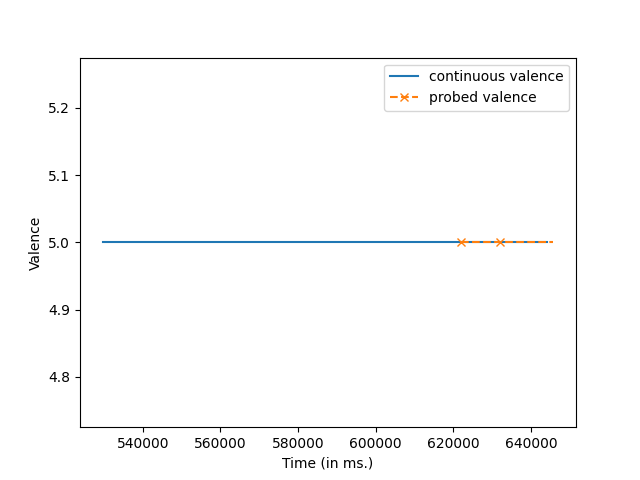 continuous valence
probed valence
5.2
5.1
5.0
4.9
4.8
Valence
540000 560000 580000 600000 620000 640000
Time (in ms.)